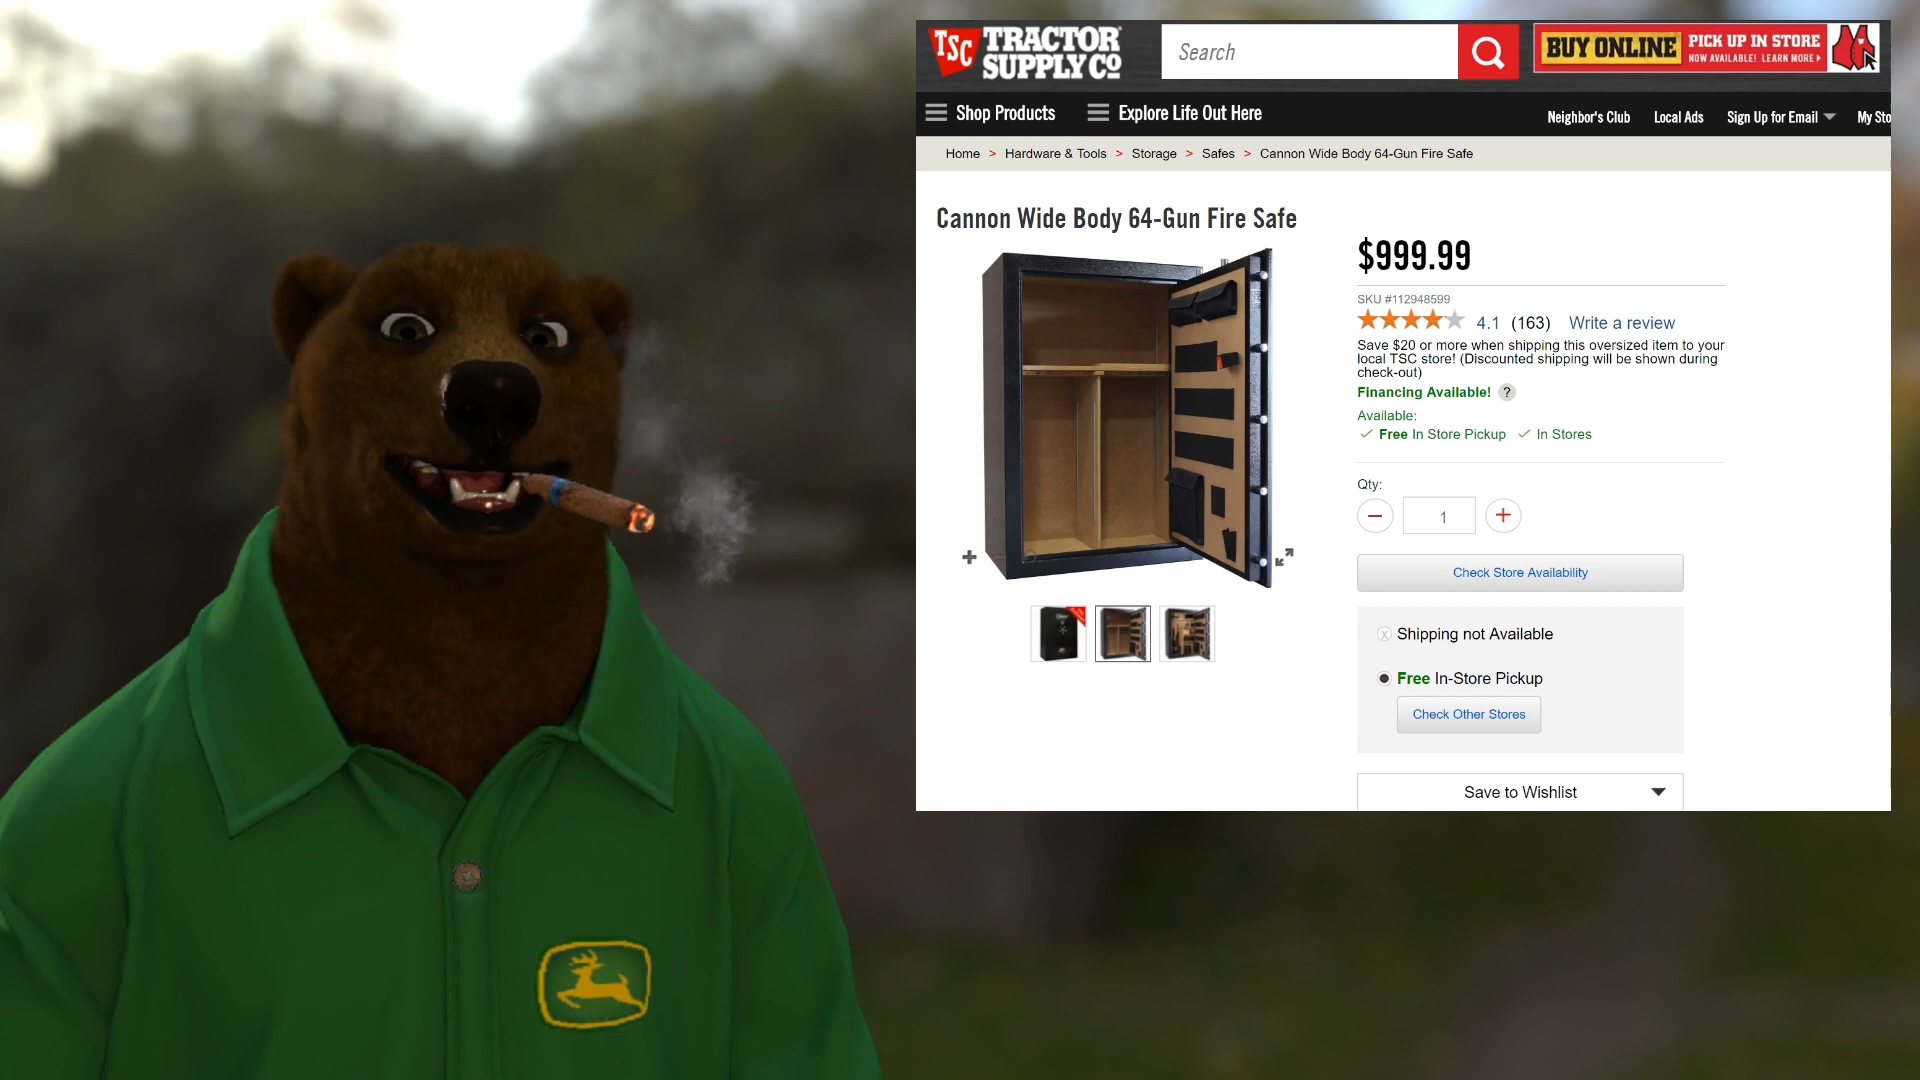 TSC TRACTOR SUPPLY CO
Search
BUY ONLINE PICK UP IN STORE
NOW AVAILABLE! LEARN MORE
Shop Products
Explore Life Out Here
Neighbor's Club
Local Ads
Sign Up for Email
My Sto
Home > Hardware & Tools > Storage > Safes > Cannon Wide Body 64-Gun Fire Safe
Cannon Wide Body 64-Gun Fire Safe
$999.99
SKU #112948599
4.1 (163) Write a review
Save $20 or more when shipping this oversized item to your
local TSC store! (Discounted shipping will be shown during
check-out)
Financing Available! ?
Available:
Free In Store Pickup In Stores
Qty:
1
Check Store Availability
Shipping not Available
Free In-Store Pickup
Check Other Stores
Save to Wishlist